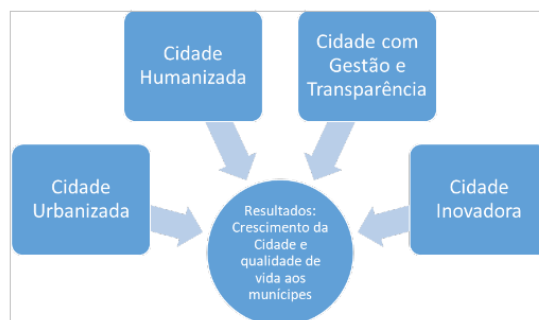 Cidade
Humanizada
Cidade com
Gestão e
Transparência
Cidade
Urbanizada
Cidade
Inovadora
Resultados:
Crescimento da
Cidade e
qualidade de
vida aos
munícipes